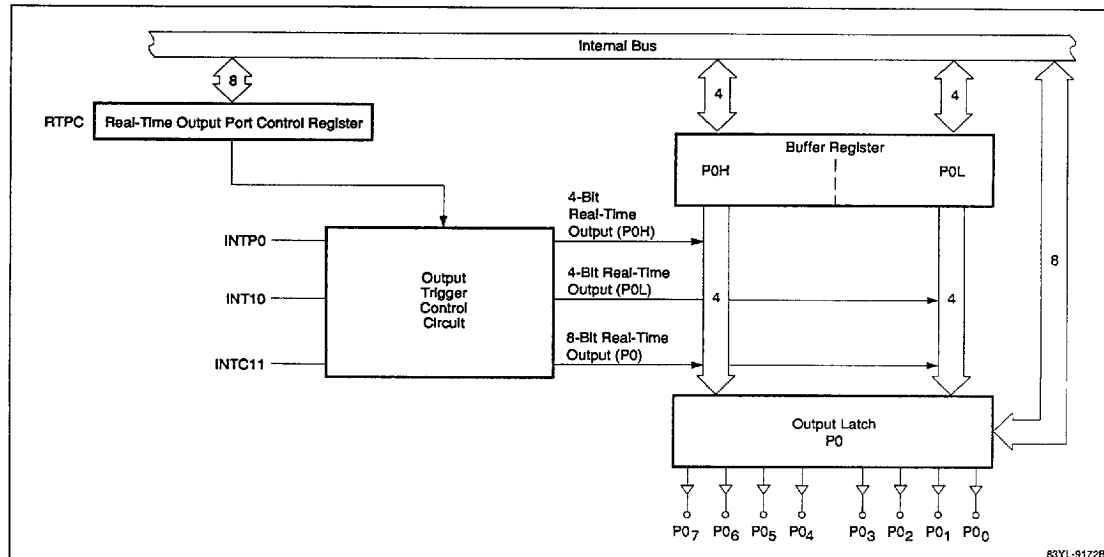 Internal Bus
8
4
4
RTPC
Real-Time Output Port Control Register
Buffer Register
P0H
P0L
4-Bit
Real-Time
Output (P0H)
INTP0
Output
Trigger
Control
Circuit
8
4-Bit Real-Time
Output (P0L)
INT10
4
4
8-Bit Real-Time
Output (P0)
INTC11
Output Latch
P0
P0₇ P0₆ P0₅ P0₄ P0₃ P0₂ P0₁ P0₀
83YL-9172B